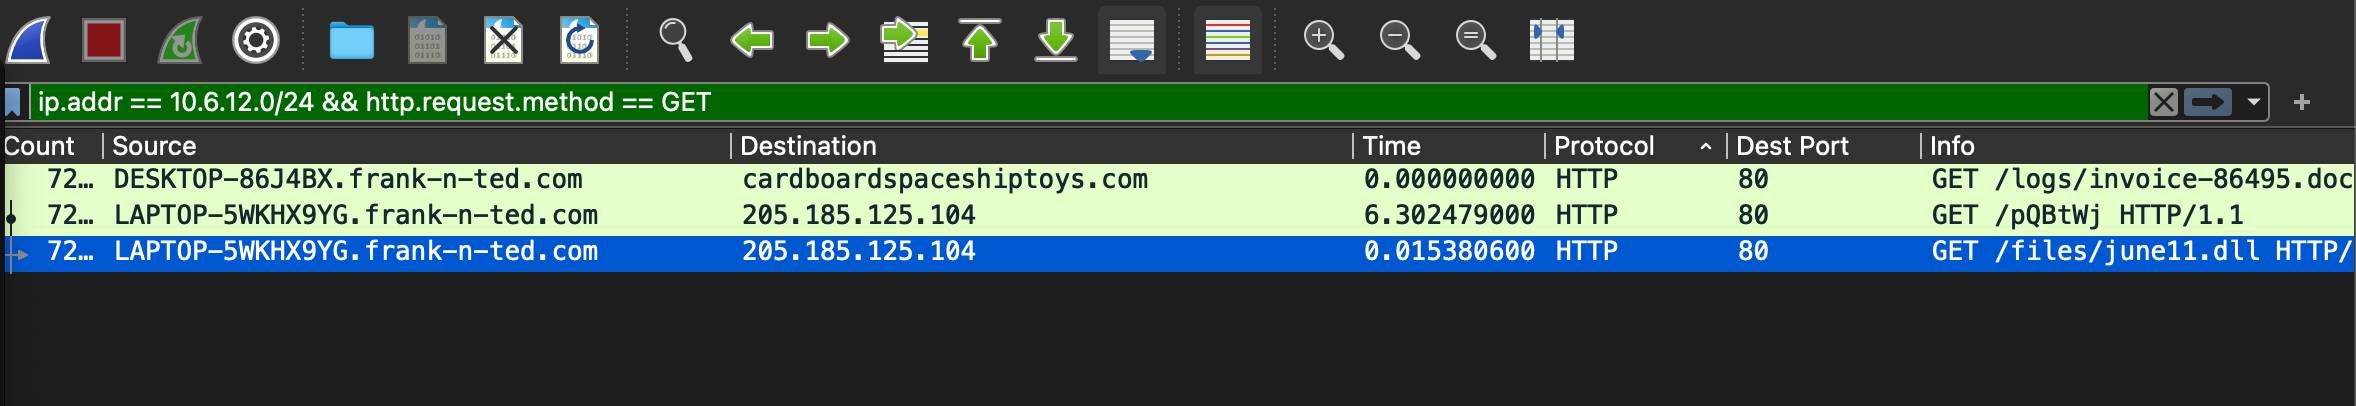 ip.addr == 10.6.12.0/24 && http.request.method == GET
Count Source Destination Time Protocol Dest Port Info
72… DESKTOP-86J4BX.frank-n-ted.com cardboardspaceshiptoys.com 0.000000000 HTTP 80 GET /logs/invoice-86495.doc
72… LAPTOP-5WKHX9YG.frank-n-ted.com 205.185.125.104 6.302479000 HTTP 80 GET /pQBtWj HTTP/1.1
72… LAPTOP-5WKHX9YG.frank-n-ted.com 205.185.125.104 0.015380600 HTTP 80 GET /files/june11.dll HTTP/